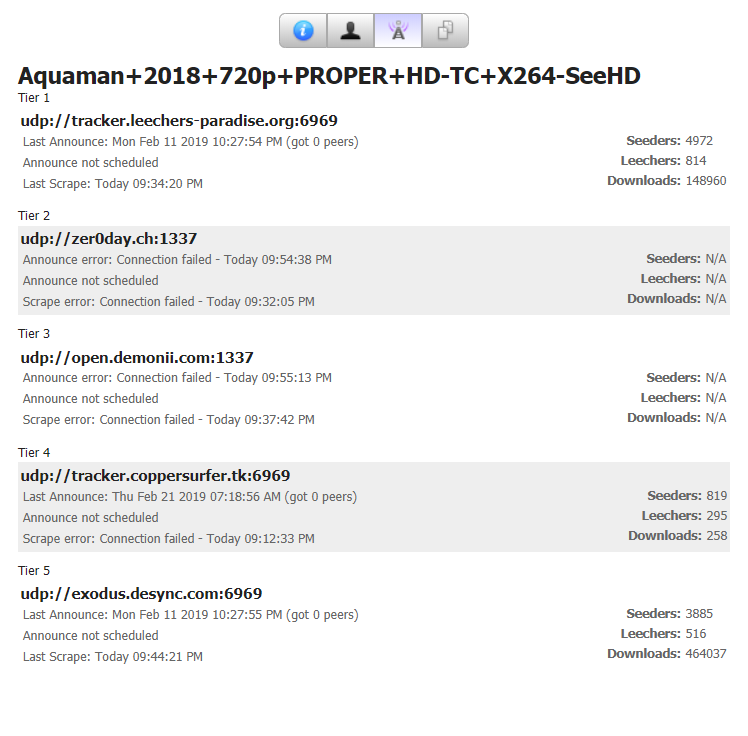 Aquaman+2018+720p+PROPER+HD-TC+X264-SeeHD
Tier 1
udp://tracker.leechers-paradise.org:6969
Last Announce: Mon Feb 11 2019 10:27:54 PM (got 0 peers)
Seeders: 4972
Announce not scheduled
Leechers: 814
Last Scrape: Today 09:34:20 PM
Downloads: 148960
Tier 2
udp://zer0day.ch:1337
Announce error: Connection failed - Today 09:54:38 PM
Seeders: N/A
Announce not scheduled
Leechers: N/A
Scrape error: Connection failed - Today 09:32:05 PM
Downloads: N/A
Tier 3
udp://open.demonii.com:1337
Announce error: Connection failed - Today 09:55:13 PM
Seeders: N/A
Announce not scheduled
Leechers: N/A
Scrape error: Connection failed - Today 09:37:42 PM
Downloads: N/A
Tier 4
udp://tracker.coppersurfer.tk:6969
Last Announce: Thu Feb 21 2019 07:18:56 AM (got 0 peers)
Seeders: 819
Announce not scheduled
Leechers: 295
Scrape error: Connection failed - Today 09:12:33 PM
Downloads: 258
Tier 5
udp://exodus.desync.com:6969
Last Announce: Mon Feb 11 2019 10:27:55 PM (got 0 peers)
Seeders: 3885
Announce not scheduled
Leechers: 516
Last Scrape: Today 09:44:21 PM
Downloads: 464037